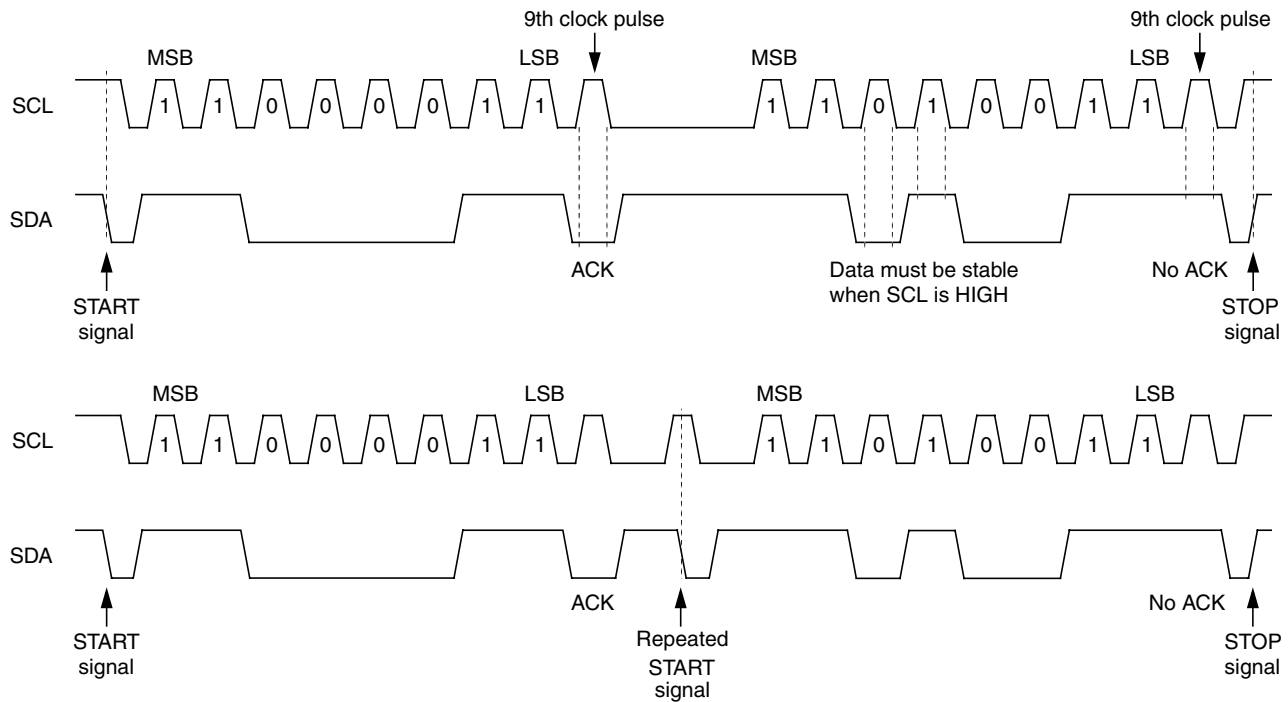 9th clock pulse 9th clock pulse
MSB LSB MSB LSB
SCL 1 1 0 0 0 0 1 1 1 1 0 1 0 0 1 1
SDA
ACK Data must be stable No ACK
when SCL is HIGH
START STOP
signal signal
MSB LSB MSB LSB
SCL 1 1 0 0 0 0 1 1 1 1 0 1 0 0 1 1
SDA
ACK No ACK
START Repeated STOP
signal START signal
signal